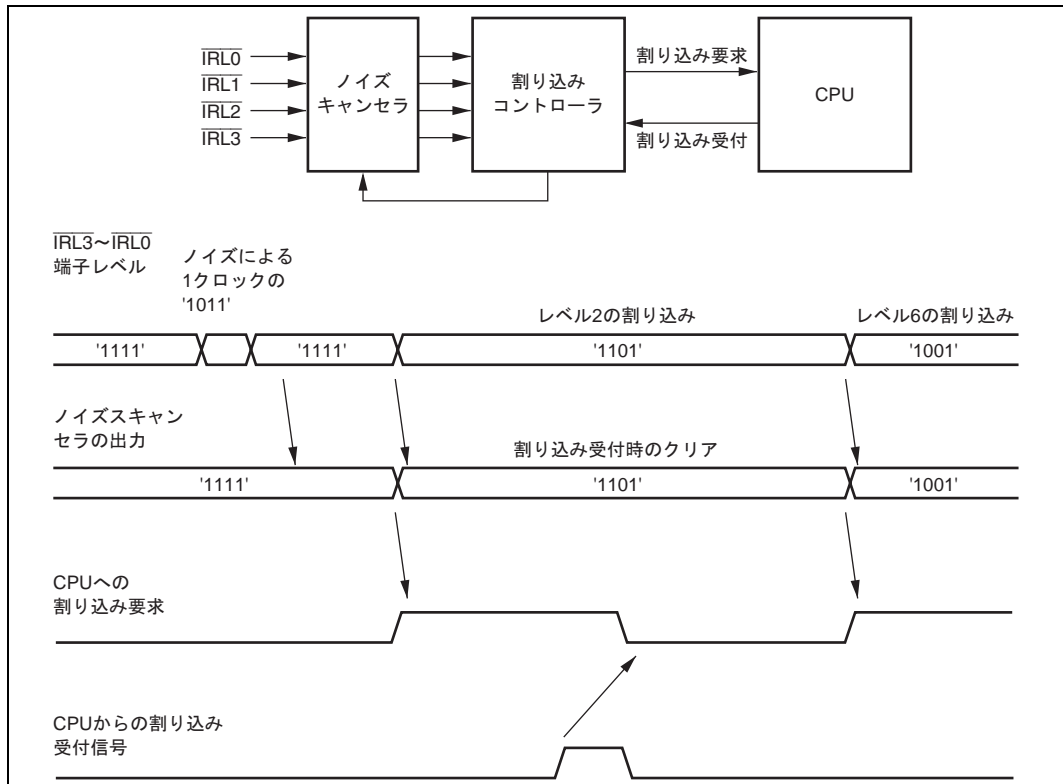 IRL0
IRL1
IRL2
IRL3
ノイズ
キャンセラ
割り込み
コントローラ
割り込み要求
割り込み受付
CPU
IRL3～IRL0
端子レベル
ノイズによる
1クロックの
'1011'
レベル2の割り込み
レベル6の割り込み
'1111'
'1111'
'1101'
'1001'
ノイズスキャン
セラの出力
割り込み受付時のクリア
'1111'
'1101'
'1001'
CPUへの
割り込み要求
CPUからの割り込み
受付信号